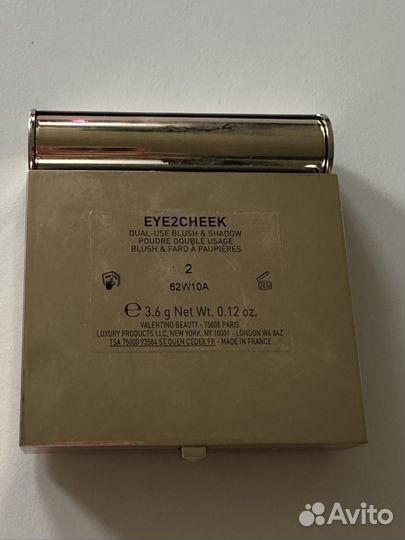 EYE2CHEEK
DUAL-USE BLUSH & SHADOW
POUDRE DOUBLE USAGE
BLUSH & FARD À PAUPIÈRES
2
62W10A
24M
℮ 3.6 g Net Wt. 0.12 oz.
VALENTINO BEAUTY - 75008 PARIS
LUXURY PRODUCTS LLC, NEW YORK, NY 10001 - LONDON W6 8AZ
TSA 75000 93584 ST OUEN CEDEX FR - MADE IN FRANCE
Avito